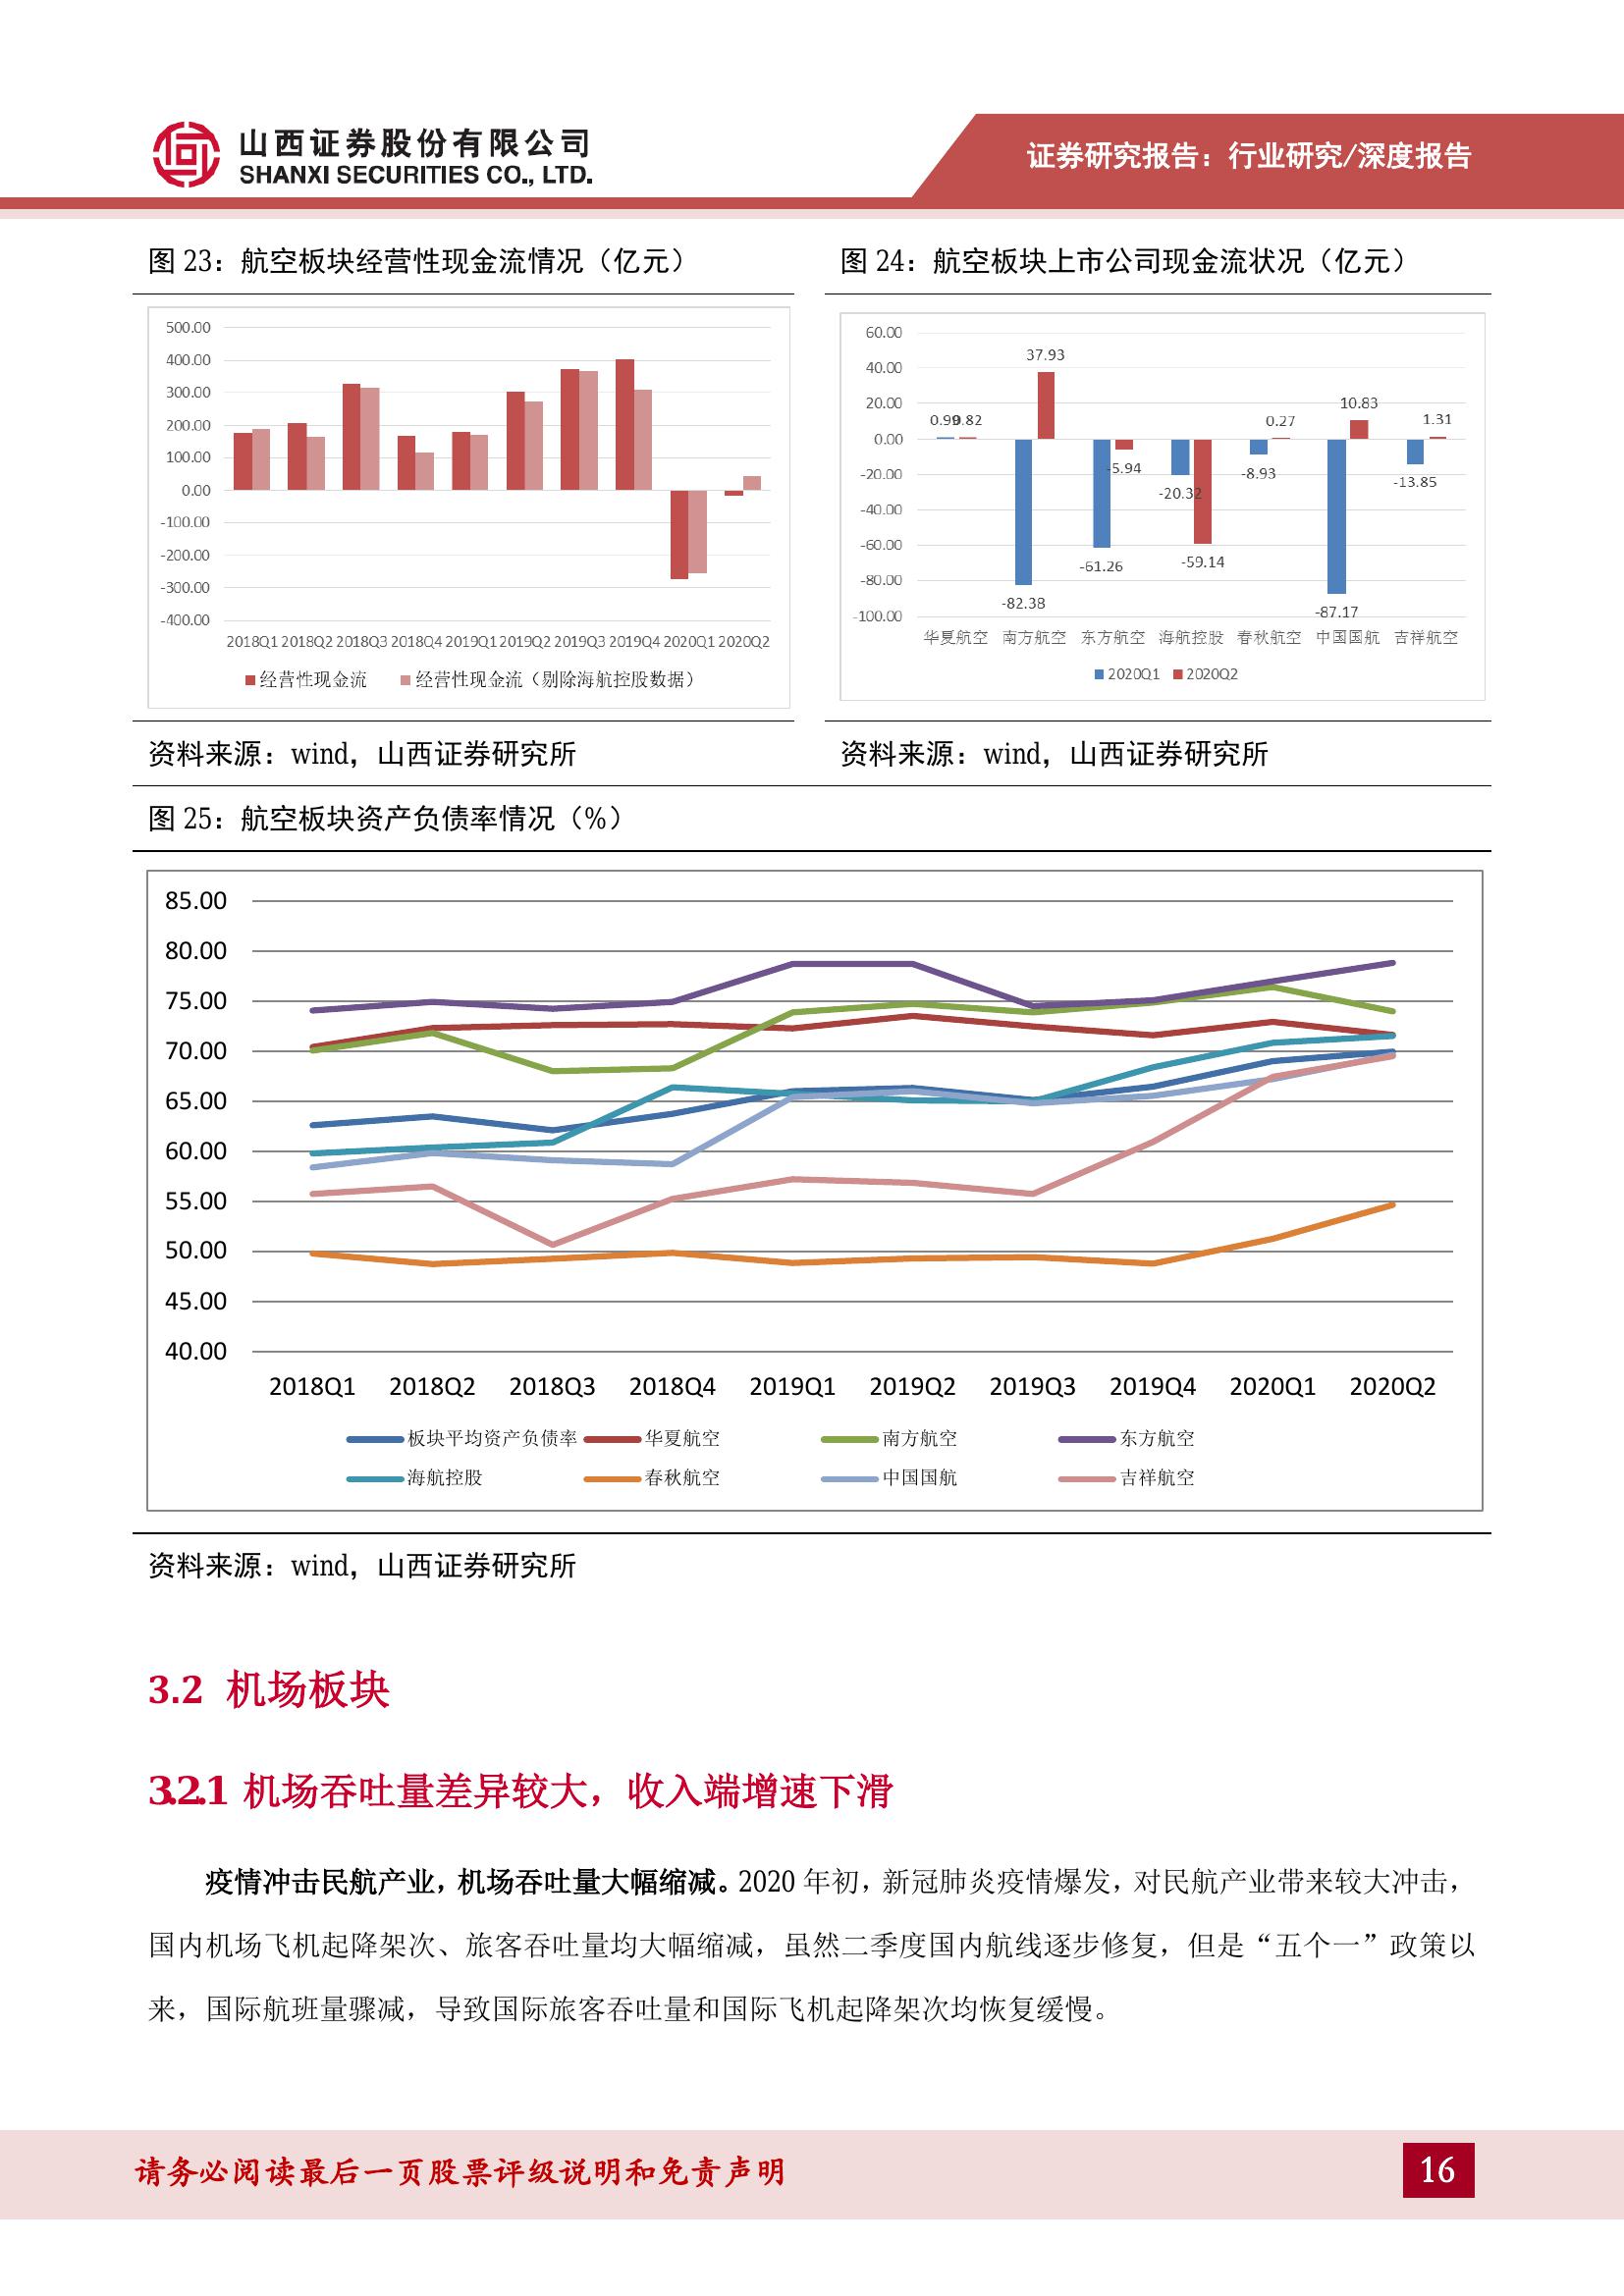 山西证券股份有限公司
SHANXI SECURITIES CO., LTD.
证券研究报告：行业研究/深度报告
图 23：航空板块经营性现金流情况（亿元）
500.00
400.00
300.00
200.00
100.00
0.00
-100.00
-200.00
-300.00
-400.00
2018Q1 2018Q2 2018Q3 2018Q4 2019Q1 2019Q2 2019Q3 2019Q4 2020Q1 2020Q2
经营性现金流 经营性现金流（剔除海航控股数据）
资料来源：wind，山西证券研究所
图 24：航空板块上市公司现金流状况（亿元）
60.00
40.00
20.00
0.00
-20.00
-40.00
-60.00
-80.00
-100.00
0.99 0.82
-82.38
37.93
-61.26
-5.94
-20.32
-59.14
-8.93
0.27
-87.17
10.83
-13.85
1.31
华夏航空 南方航空 东方航空 海航控股 春秋航空 中国国航 吉祥航空
2020Q1 2020Q2
资料来源：wind，山西证券研究所
图 25：航空板块资产负债率情况（%）
85.00
80.00
75.00
70.00
65.00
60.00
55.00
50.00
45.00
40.00
2018Q1 2018Q2 2018Q3 2018Q4 2019Q1 2019Q2 2019Q3 2019Q4 2020Q1 2020Q2
板块平均资产负债率 华夏航空 南方航空 东方航空
海航控股 春秋航空 中国国航 吉祥航空
资料来源：wind，山西证券研究所
3.2 机场板块
3.2.1 机场吞吐量差异较大，收入端增速下滑
疫情冲击民航产业，机场吞吐量大幅缩减。2020 年初，新冠肺炎疫情爆发，对民航产业带来较大冲击，
国内机场飞机起降架次、旅客吞吐量均大幅缩减，虽然二季度国内航线逐步修复，但是“五个一”政策以
来，国际航班量骤减，导致国际旅客吞吐量和国际飞机起降架次均恢复缓慢。
请务必阅读最后一页股票评级说明和免责声明
16